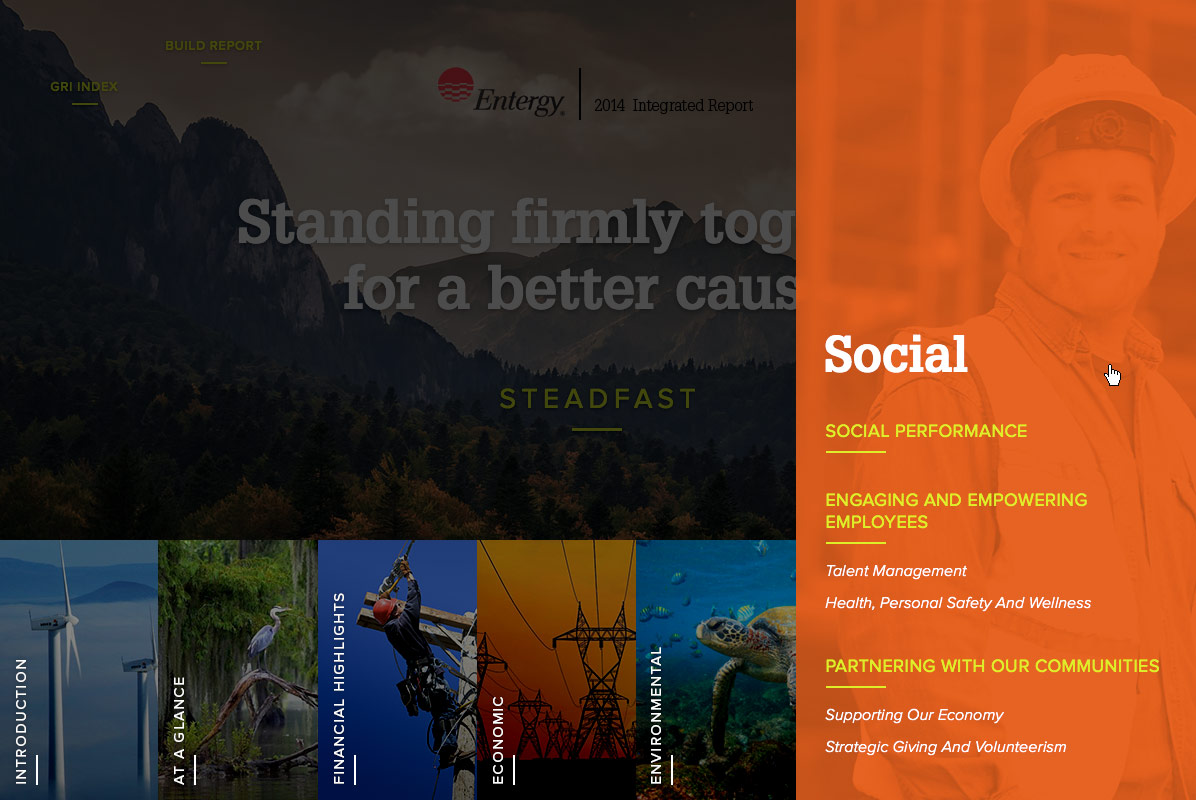 BUILD REPORT
GRI INDEX
Entergy®
2014 Integrated Report
Standing firmly tog
for a better caus
STEADFAST
INTRODUCTION
AT A GLANCE
FINANCIAL HIGHLIGHTS
ECONOMIC
ENVIRONMENTAL
Social
SOCIAL PERFORMANCE
ENGAGING AND EMPOWERING
EMPLOYEES
Talent Management
Health, Personal Safety And Wellness
PARTNERING WITH OUR COMMUNITIES
Supporting Our Economy
Strategic Giving And Volunteerism